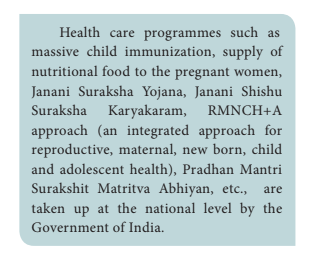 Health care programmes such as
massive child immunization, supply of
nutritional food to the pregnant women,
Janani Suraksha Yojana, Janani Shishu
Suraksha Karyakaram, RMNCH+A
approach (an integrated approach for
reproductive, maternal, new born, child
and adolescent health), Pradhan Mantri
Surakshit Matritva Abhiyan, etc., are
taken up at the national level by the
Government of India.